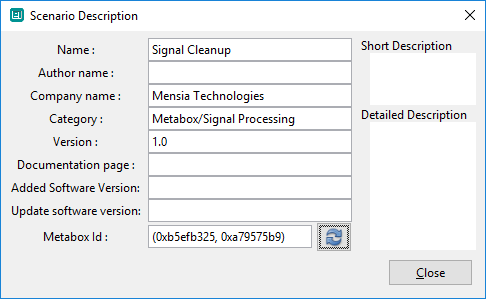 Scenario Description
Name : Signal Cleanup
Author name :
Company name : Mensia Technologies
Category : Metabox/Signal Processing
Version : 1.0
Documentation page :
Added Software Version:
Update software version:
Metabox Id : (0xb5efb325, 0xa79575b9)
Short Description
Detailed Description
Close